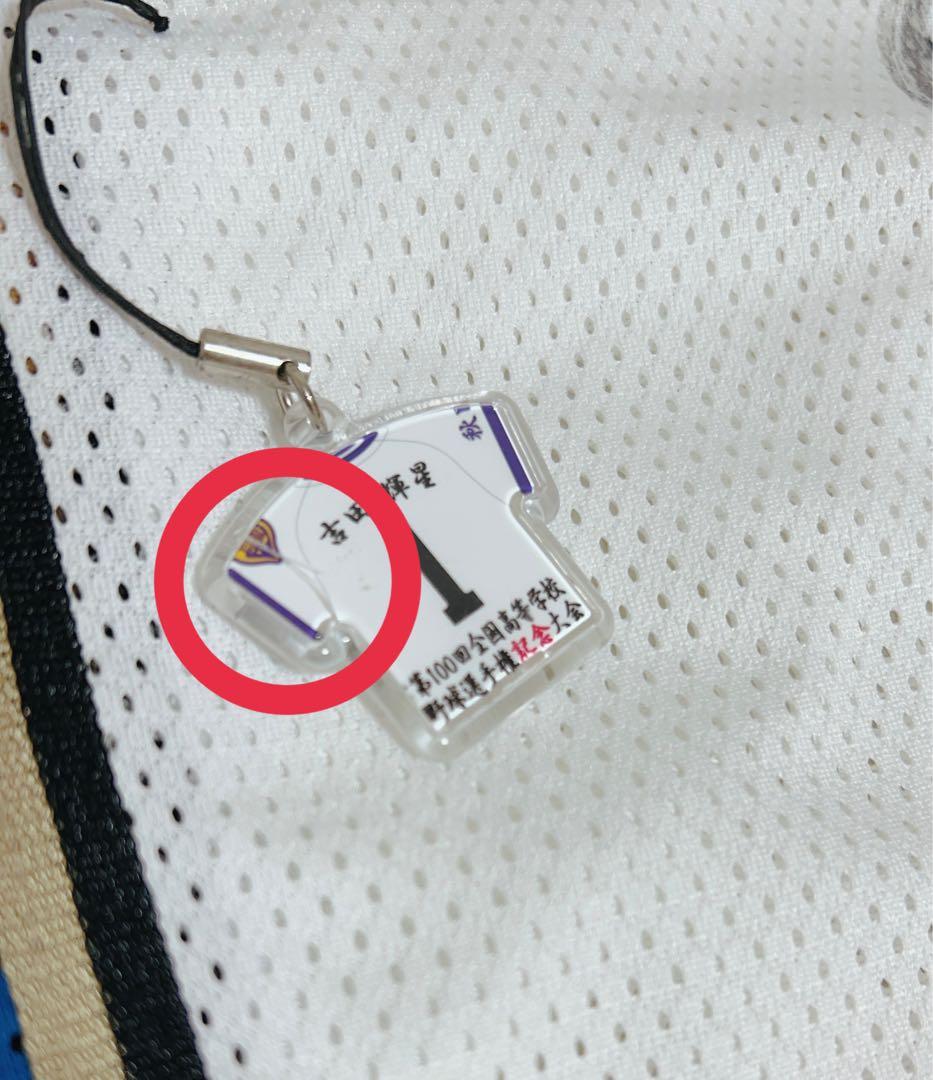 秋
吉田輝星
1
第100回全国高等学校
野球選手権記念大会